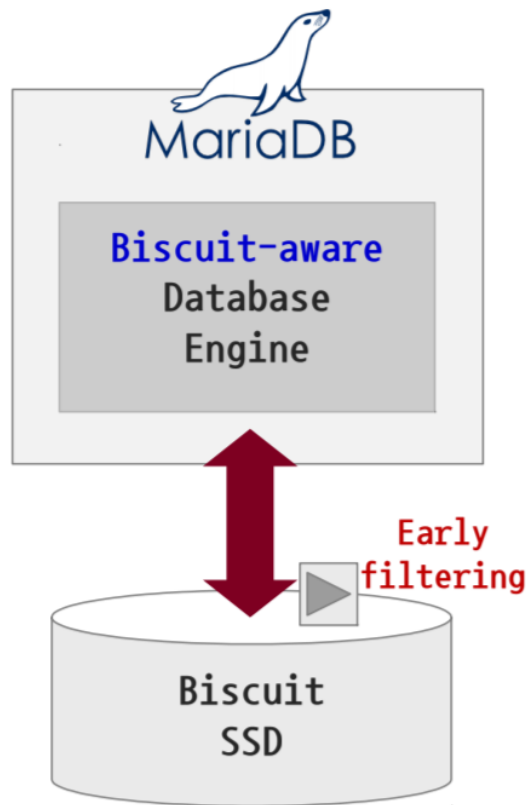 MariaDB
Biscuit-aware
Database
Engine
Early
filtering
Biscuit
SSD